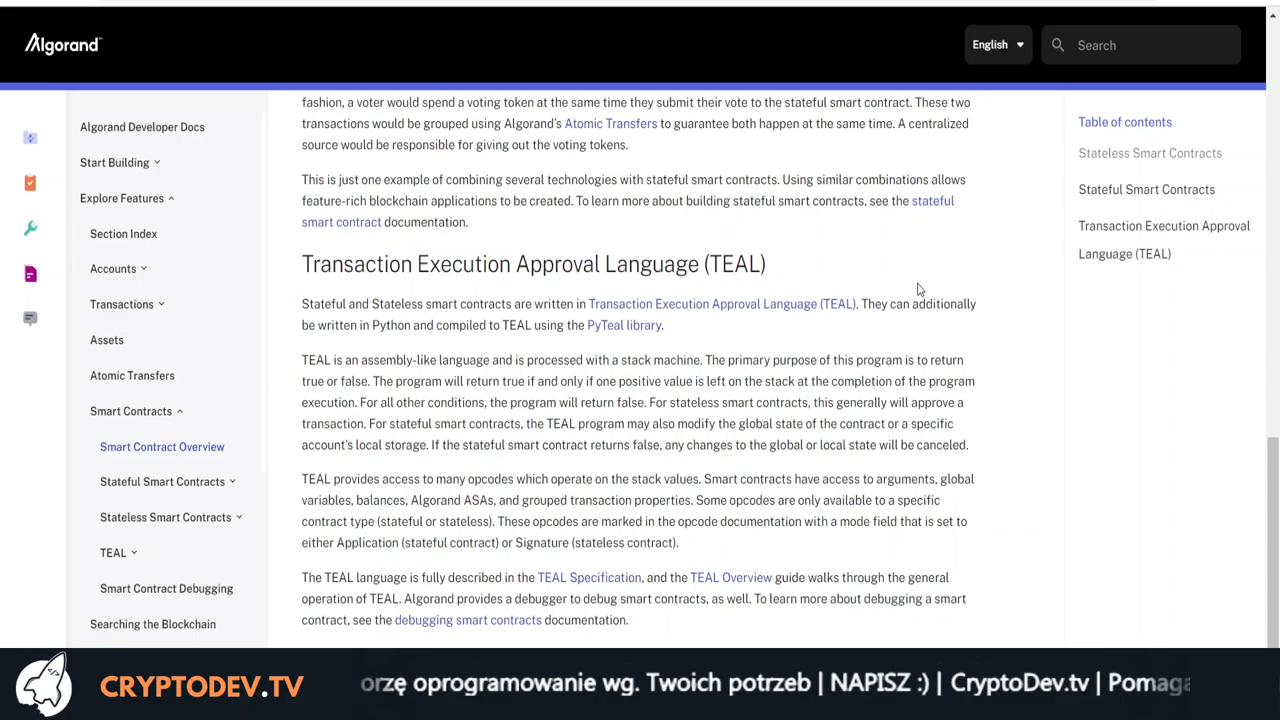 Algorand
English
Search
Algorand Developer Docs
Start Building
Explore Features
Section Index
Accounts
Transactions
Assets
Atomic Transfers
Smart Contracts
Smart Contract Overview
Stateful Smart Contracts
Stateless Smart Contracts
TEAL
Smart Contract Debugging
Searching the Blockchain
fashion, a voter would spend a voting token at the same time they submit their vote to the stateful smart contract. These two
transactions would be grouped using Algorand's Atomic Transfers to guarantee both happen at the same time. A centralized
source would be responsible for giving out the voting tokens.
This is just one example of combining several technologies with stateful smart contracts. Using similar combinations allows
feature-rich blockchain applications to be created. To learn more about building stateful smart contracts, see the stateful
smart contract documentation.
Transaction Execution Approval Language (TEAL)
Stateful and Stateless smart contracts are written in Transaction Execution Approval Language (TEAL). They can additionally
be written in Python and compiled to TEAL using the PyTeal library.
TEAL is an assembly-like language and is processed with a stack machine. The primary purpose of this program is to return
true or false. The program will return true if and only if one positive value is left on the stack at the completion of the program
execution. For all other conditions, the program will return false. For stateless smart contracts, this generally will approve a
transaction. For stateful smart contracts, the TEAL program may also modify the global state of the contract or a specific
account's local storage. If the stateful smart contract returns false, any changes to the global or local state will be canceled.
TEAL provides access to many opcodes which operate on the stack values. Smart contracts have access to arguments, global
variables, balances, Algorand ASAs, and grouped transaction properties. Some opcodes are only available to a specific
contract type (stateful or stateless). These opcodes are marked in the opcode documentation with a mode field that is set to
either Application (stateful contract) or Signature (stateless contract).
The TEAL language is fully described in the TEAL Specification, and the TEAL Overview guide walks through the general
operation of TEAL. Algorand provides a debugger to debug smart contracts, as well. To learn more about debugging a smart
contract, see the debugging smart contracts documentation.
Table of contents
Stateless Smart Contracts
Stateful Smart Contracts
Transaction Execution Approval
Language (TEAL)
CRYPTODEV.TV
orzę oprogramowanie wg. Twoich potrzeb | NAPISZ :) | CryptoDev.tv | Pomaga